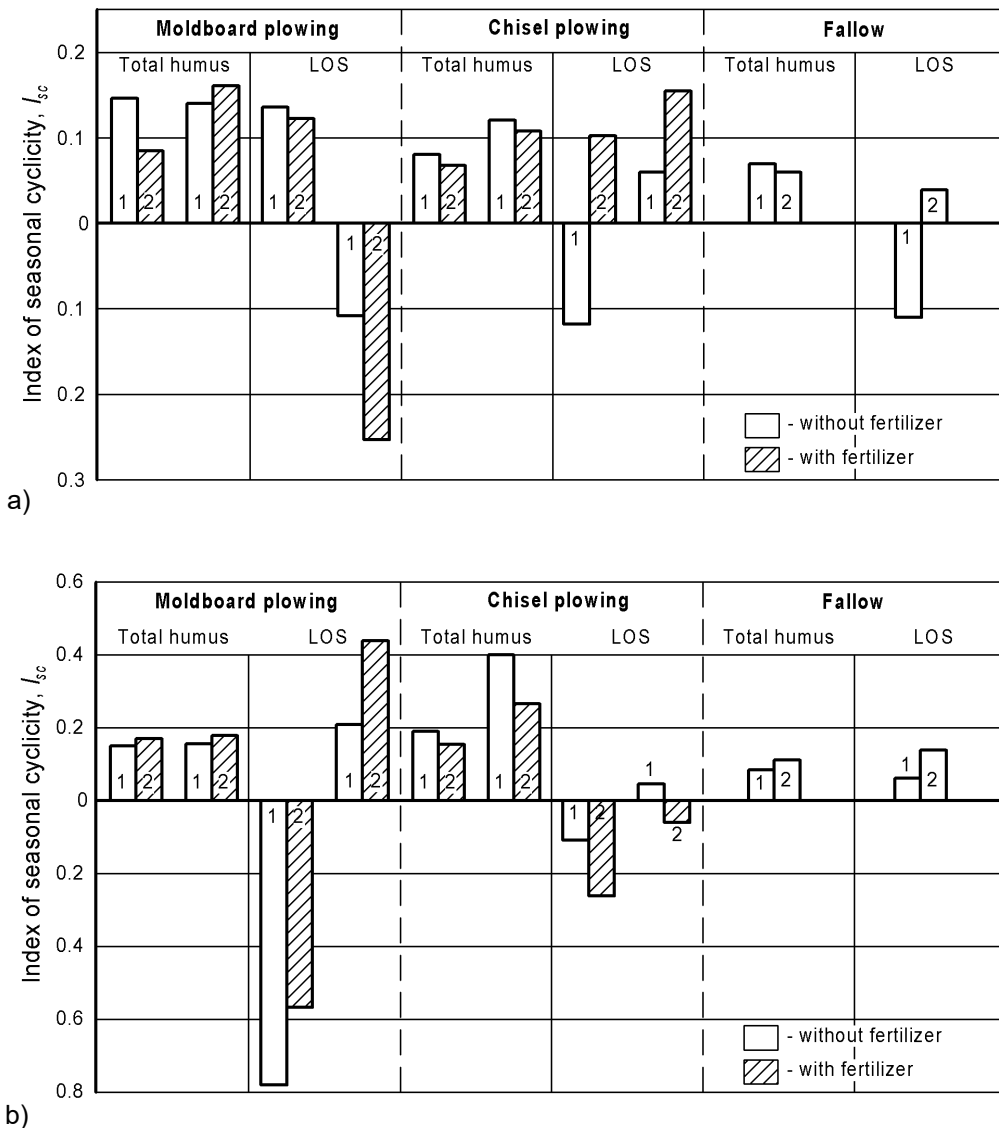 Moldboard plowing Chisel plowing Fallow
Total humus LOS Total humus LOS Total humus LOS
Index of seasonal cyclicity, Isc
0.2
0.1
0
0.1
0.2
0.3
1 2 1 2 1 2 1 2 1 2 1 2 1 2 1 2 1 2 1 2
- without fertilizer
- with fertilizer
a)
Moldboard plowing Chisel plowing Fallow
Total humus LOS Total humus LOS Total humus LOS
Index of seasonal cyclicity, Isc
0.6
0.4
0.2
0
0.2
0.4
0.6
0.8
1 2 1 2 1 2 1 2 1 2 1 2 1 2 1 2 1 2 1 2
- without fertilizer
- with fertilizer
b)